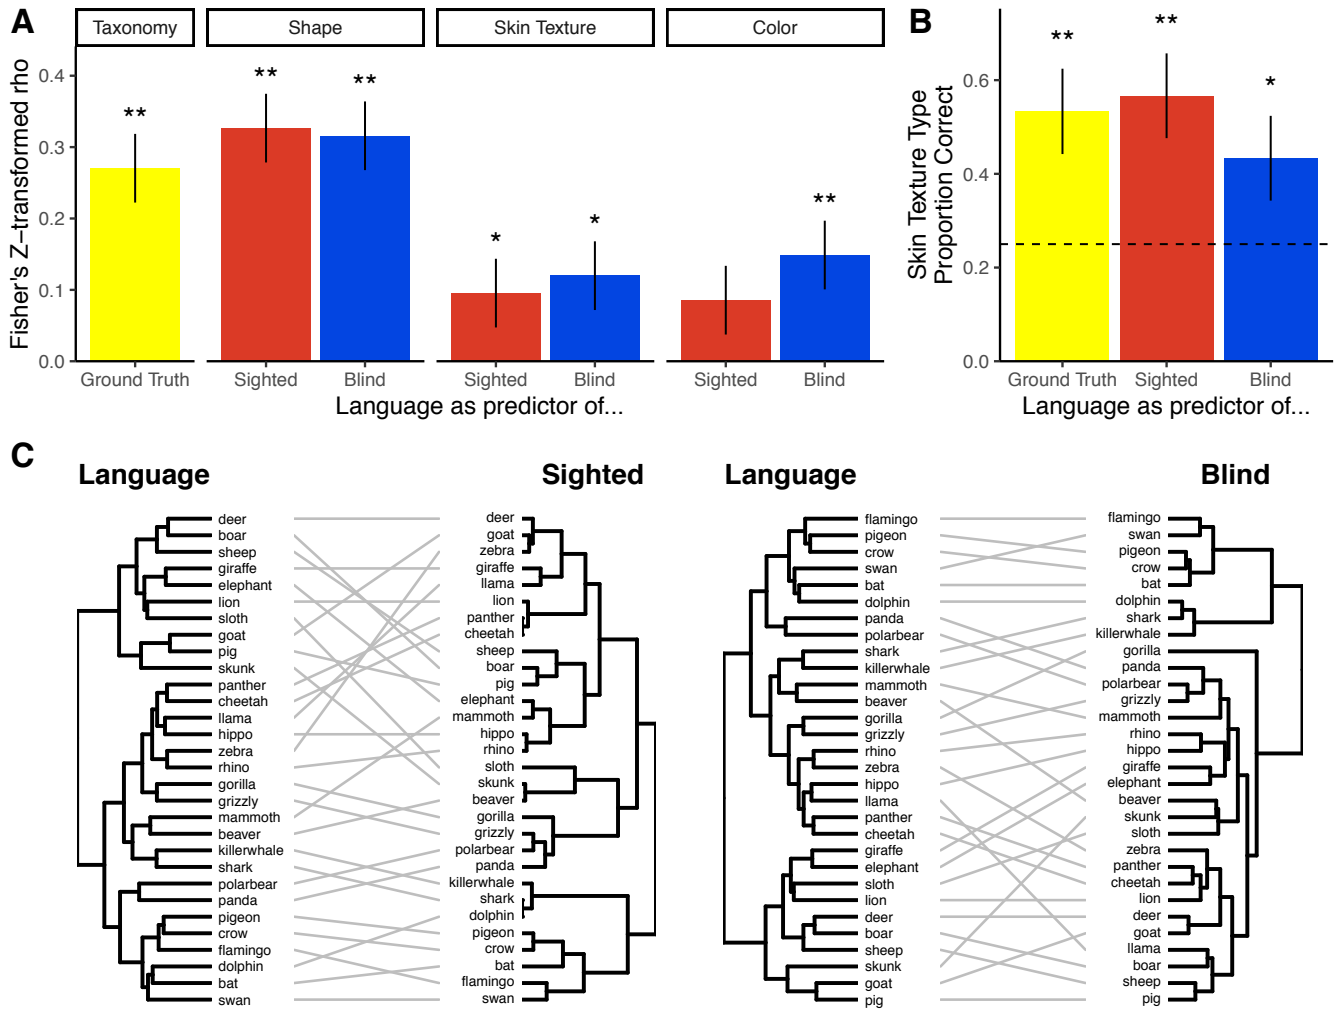 A
Taxonomy
Shape
Skin Texture
Color
Fisher's Z−transformed rho
0.4
0.3
0.2
0.1
0.0
**
**
**
*
*
**
Ground Truth
Sighted
Blind
Sighted
Blind
Sighted
Blind
Language as predictor of...
B
Skin Texture Type
Proportion Correct
0.6
0.4
0.2
0.0
**
**
*
Ground Truth
Sighted
Blind
Language as predictor of...
C
Language
deer
boar
sheep
giraffe
elephant
lion
sloth
goat
pig
skunk
panther
cheetah
llama
hippo
zebra
rhino
gorilla
grizzly
mammoth
beaver
killerwhale
shark
polarbear
panda
pigeon
crow
flamingo
dolphin
bat
swan
Sighted
deer
goat
zebra
giraffe
llama
lion
panther
cheetah
sheep
boar
pig
elephant
mammoth
hippo
rhino
sloth
skunk
beaver
gorilla
grizzly
polarbear
panda
killerwhale
shark
dolphin
pigeon
crow
bat
flamingo
swan
Language
flamingo
pigeon
crow
swan
bat
dolphin
panda
polarbear
shark
killerwhale
mammoth
beaver
gorilla
grizzly
rhino
zebra
hippo
llama
panther
cheetah
giraffe
elephant
sloth
lion
deer
boar
sheep
skunk
goat
pig
Blind
flamingo
swan
pigeon
crow
bat
dolphin
shark
killerwhale
gorilla
panda
polarbear
grizzly
mammoth
rhino
hippo
giraffe
elephant
beaver
skunk
sloth
zebra
panther
cheetah
lion
deer
goat
llama
boar
sheep
pig